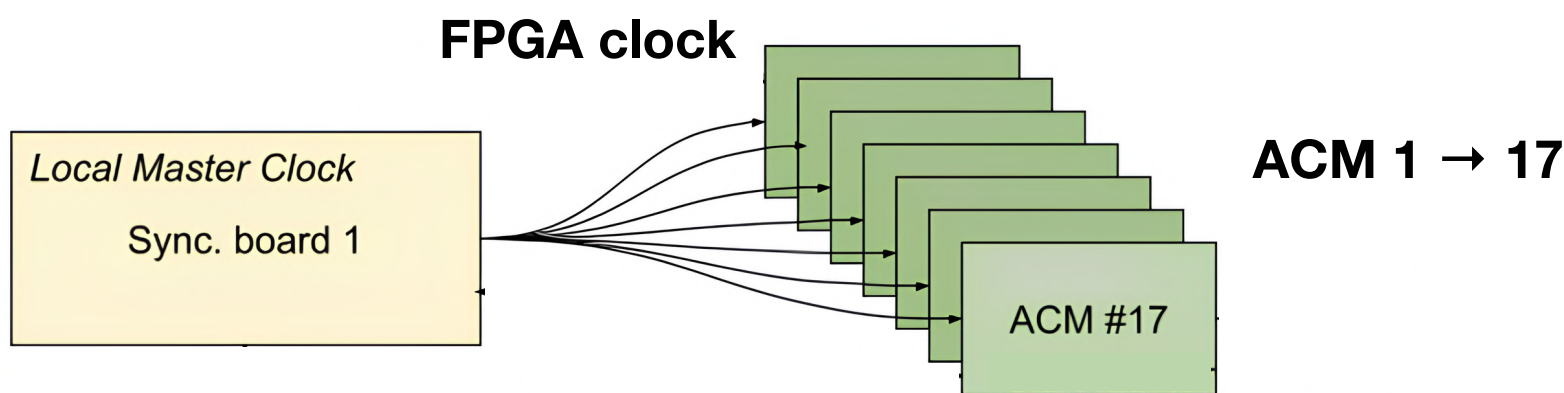 FPGA clock
Local Master Clock
Sync. board 1
ACM 1 → 17
ACM #17